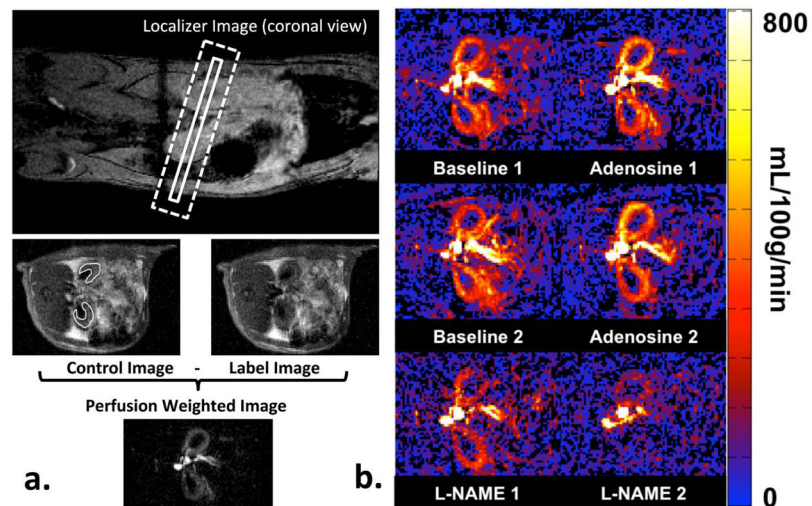 Localizer Image (coronal view)
Control Image - Label Image
Perfusion Weighted Image
a.
b.
Baseline 1 Adenosine 1
Baseline 2 Adenosine 2
L-NAME 1 L-NAME 2
800
mL/100g/min
0